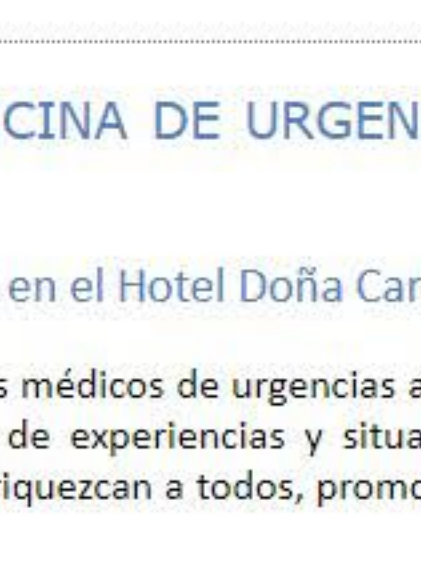 CINA DE URGEN
en el Hotel Doña Car
s médicos de urgencias a
de experiencias y situa
riquezcan a todos, promo